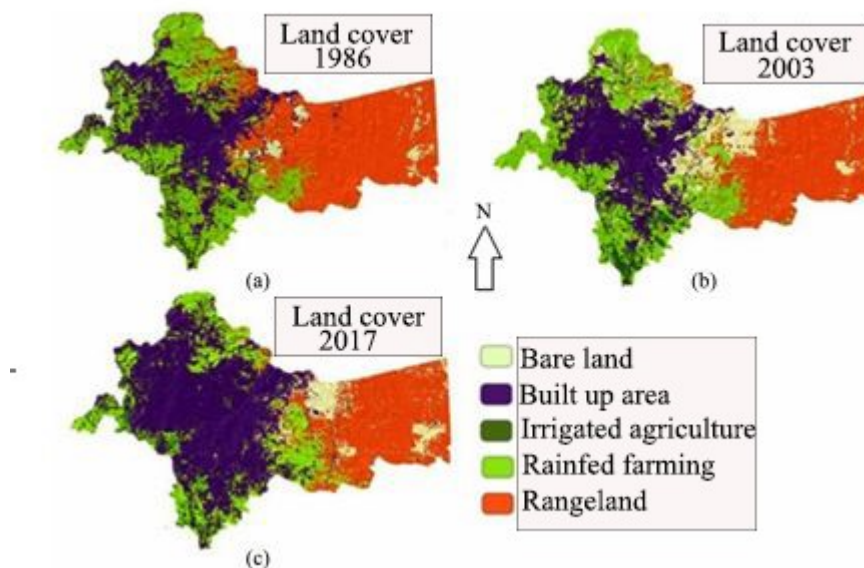 Land cover
1986
Land cover
2003
N
(a)
(b)
Land cover
2017
Bare land
Built up area
Irrigated agriculture
Rainfed farming
Rangeland
(c)